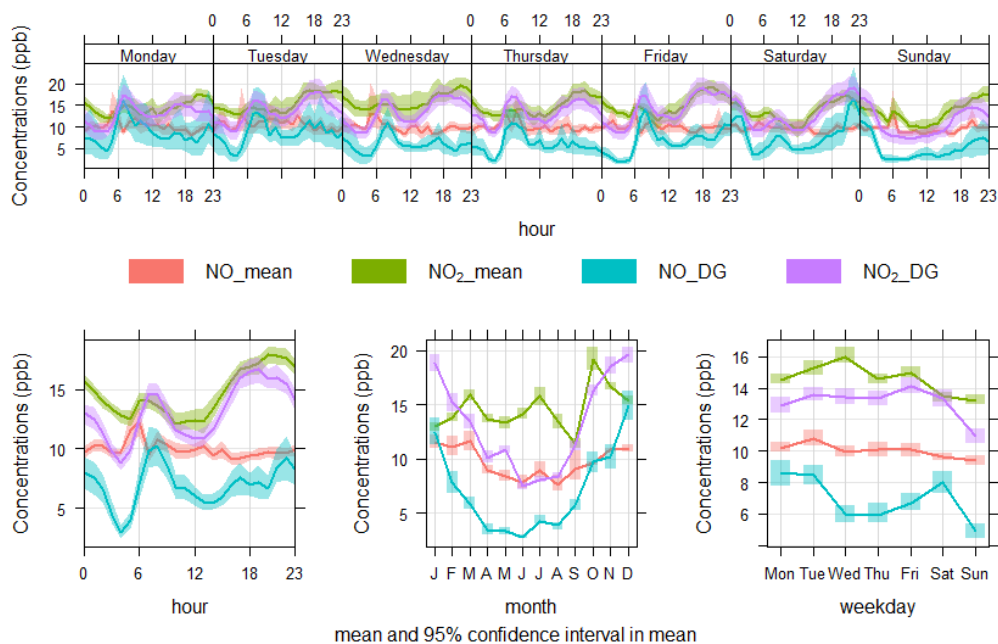 0 6 12 18 23 0 6 12 18 23 0 6 12 18 23
Monday Tuesday Wednesday Thursday Friday Saturday Sunday
Concentrations (ppb)
20
15
10
5
0 6 12 18 23 0 6 12 18 23 0 6 12 18 23 0 6 12 18 23
hour
NO_mean NO₂_mean NO_DG NO₂_DG
Concentrations (ppb)
15
10
5
0 6 12 18 23
hour
Concentrations (ppb)
20
15
10
5
J F M A M J J A S O N D
month
Concentrations (ppb)
16
14
12
10
8
6
Mon Tue Wed Thu Fri Sat Sun
weekday
mean and 95% confidence interval in mean